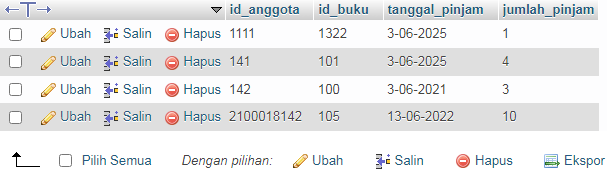 id_anggota id_buku tanggal_pinjam jumlah_pinjam
Ubah Salin Hapus 1111 1322 3-06-2025 1
Ubah Salin Hapus 141 101 3-06-2025 4
Ubah Salin Hapus 142 100 3-06-2021 3
Ubah Salin Hapus 2100018142 105 13-06-2022 10
Pilih Semua Dengan pilihan: Ubah Salin Hapus Ekspor